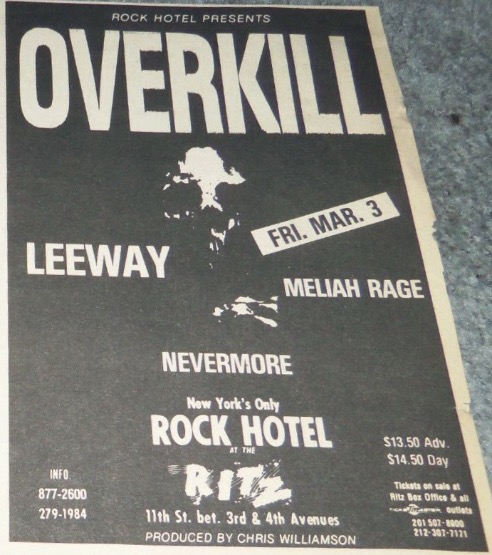 ROCK HOTEL PRESENTS
OVERKILL
FRI. MAR. 3
LEEWAY
MELIAH RAGE
NEVERMORE
New York's Only
ROCK HOTEL
AT THE
RITZ
11th St. bet. 3rd & 4th Avenues
PRODUCED BY CHRIS WILLIAMSON
INFO
877-2600
279-1984
$13.50 Adv.
$14.50 Day
Tickets on sale at
Ritz Box Office & all
outlets
201 507-8900
212-307-7171